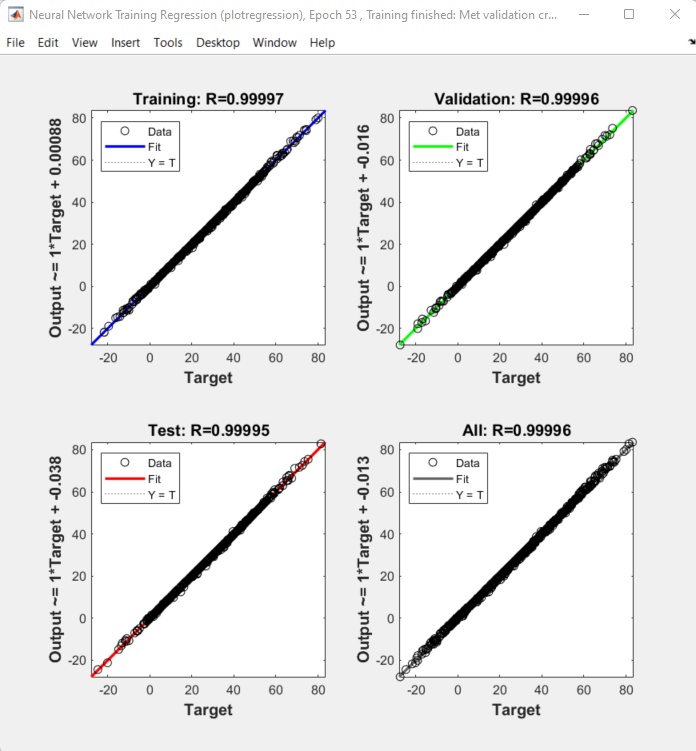 Neural Network Training Regression (plotregression), Epoch 53 , Training finished: Met validation cr...
File Edit View Insert Tools Desktop Window Help
Training: R=0.99997
Output ~= 1*Target + 0.00088
Data
Fit
Y = T
80
60
40
20
0
-20
-20 0 20 40 60 80
Target
Validation: R=0.99996
Output ~= 1*Target + -0.016
Data
Fit
Y = T
80
60
40
20
0
-20
-20 0 20 40 60 80
Target
Test: R=0.99995
Output ~= 1*Target + -0.038
Data
Fit
Y = T
80
60
40
20
0
-20
-20 0 20 40 60 80
Target
All: R=0.99996
Output ~= 1*Target + -0.013
Data
Fit
Y = T
80
60
40
20
0
-20
-20 0 20 40 60 80
Target